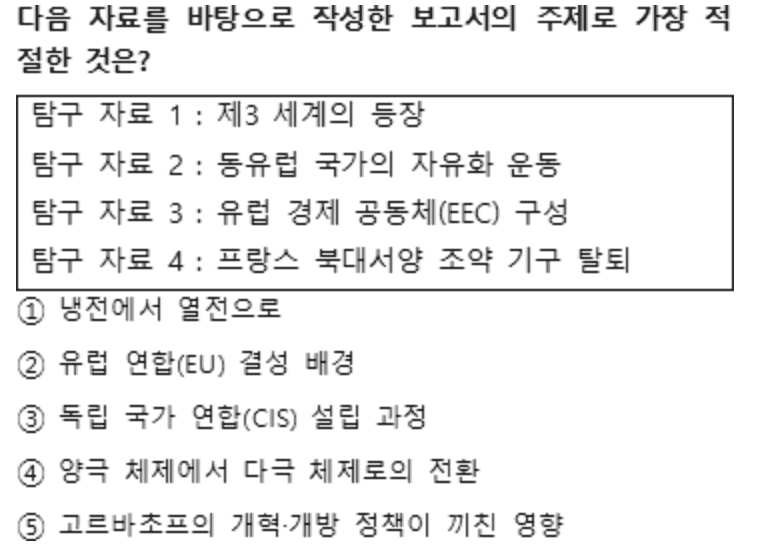 다음 자료를 바탕으로 작성한 보고서의 주제로 가장 적
절한 것은?
탐구 자료 1 : 제3 세계의 등장
탐구 자료 2 : 동유럽 국가의 자유화 운동
탐구 자료 3 : 유럽 경제 공동체(EEC) 구성
탐구 자료 4 : 프랑스 북대서양 조약 기구 탈퇴
① 냉전에서 열전으로
② 유럽 연합(EU) 결성 배경
③ 독립 국가 연합(CIS) 설립 과정
④ 양극 체제에서 다극 체제로의 전환
⑤ 고르바초프의 개혁·개방 정책이 끼친 영향